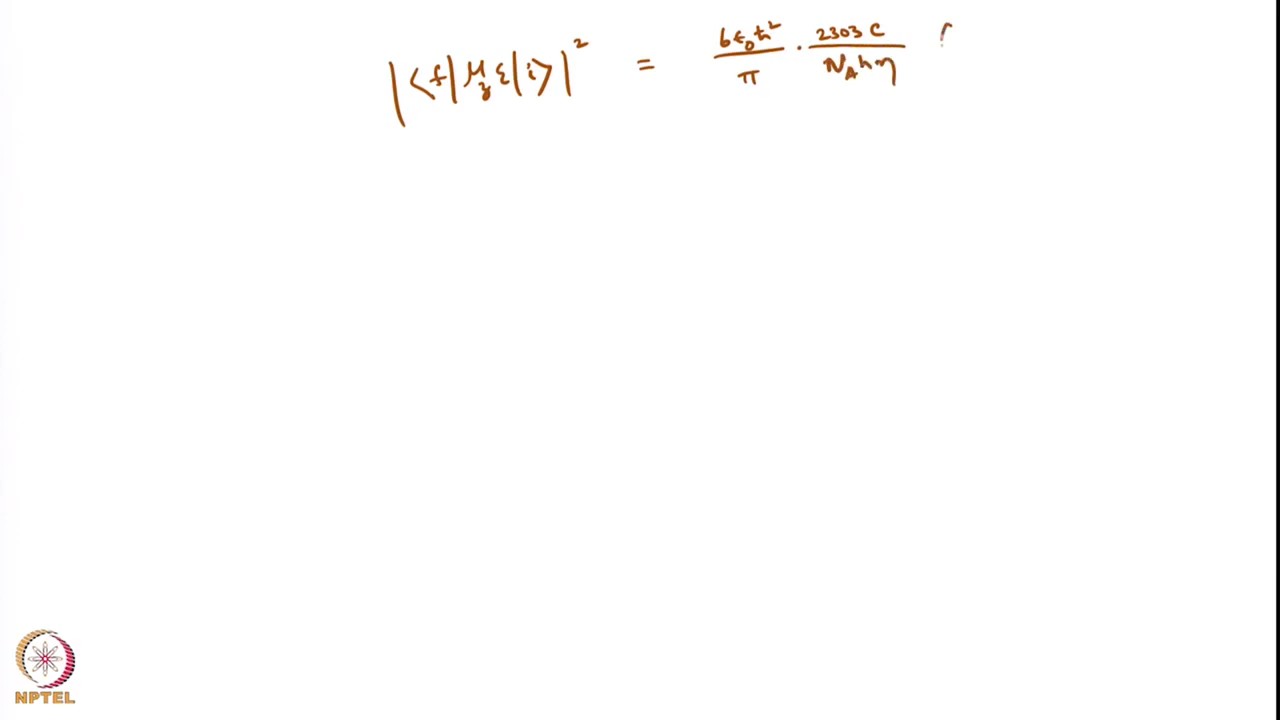 |<f|μ_z ε|i>|² = 6ε₀ħ²/π · 2303 C/N_A h η
NPTEL